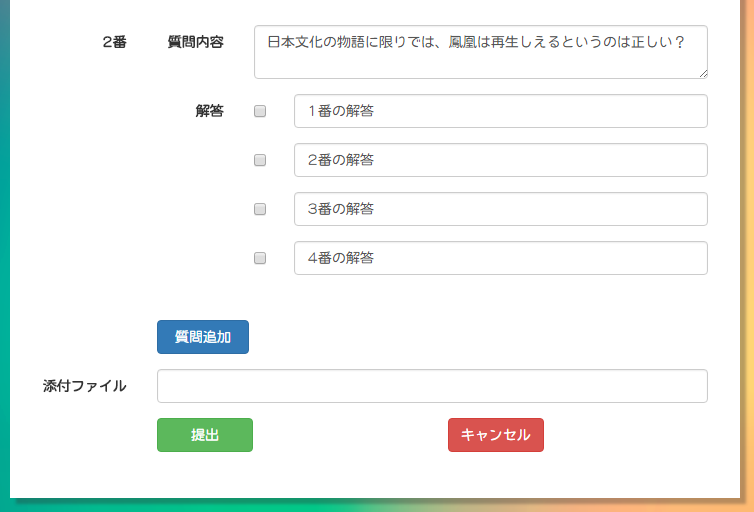 2番 質問内容 日本文化の物語に限りでは、鳳凰は再生しえるというのは正しい？
解答 1番の解答
2番の解答
3番の解答
4番の解答
質問追加
添付ファイル
提出 キャンセル